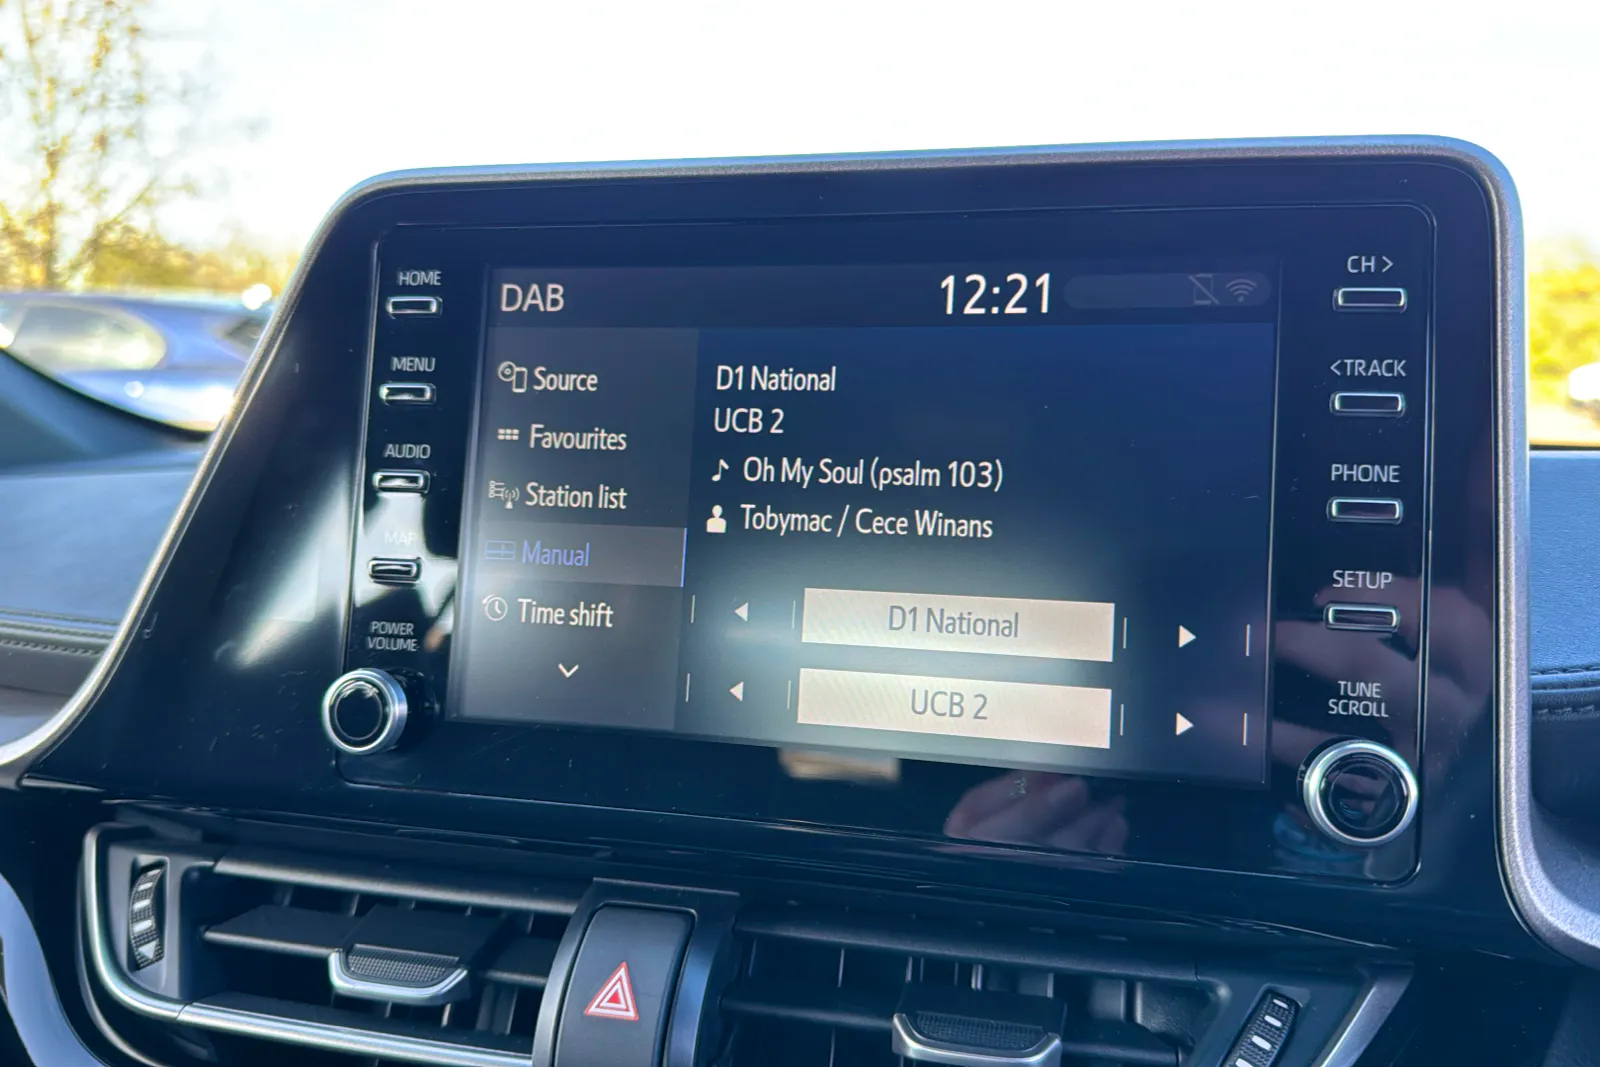 HOME
MENU
AUDIO
MAP
POWER
VOLUME
DAB
12:21
Source
Favourites
Station list
Manual
Time shift
D1 National
UCB 2
Oh My Soul (psalm 103)
Tobymac / Cece Winans
D1 National
UCB 2
CH >
<TRACK
PHONE
SETUP
TUNE
SCROLL